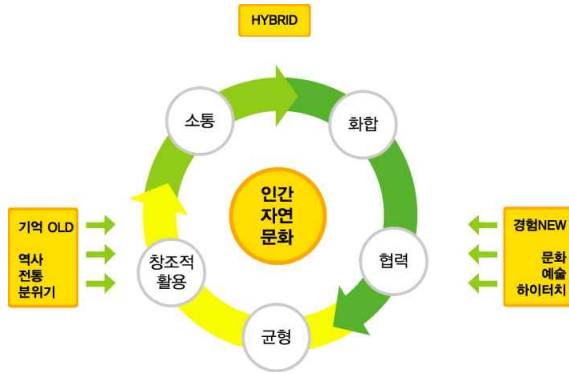 HYBRID
소통
화합
인간
자연
문화
기억 OLD
역사
전통
분위기
경험NEW
문화
예술
하이터치
창조적
활용
협력
균형